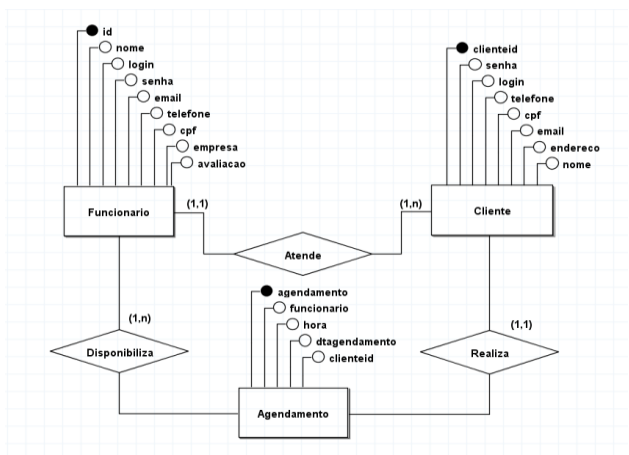 id
nome
login
senha
email
telefone
cpf
empresa
avaliacao
Funcionario
clienteid
senha
login
telefone
cpf
email
endereco
nome
Cliente
(1,1)
(1,n)
Atende
agendamento
funcionario
hora
dtagendamento
clienteid
Agendamento
(1,n)
Disponibiliza
(1,1)
Realiza